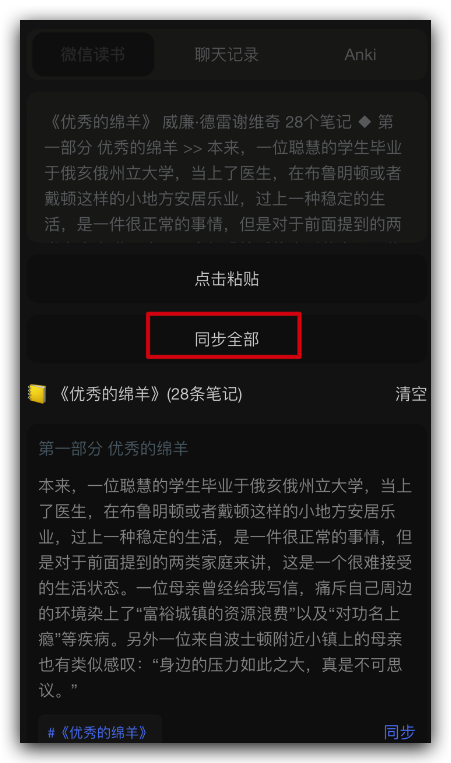 微信读书 聊天记录 Anki
《优秀的绵羊》 威廉·德雷谢维奇 28个笔记 ◆ 第
一部分 优秀的绵羊 >> 本来，一位聪慧的学生毕业
于俄亥俄州立大学，当上了医生，在布鲁明顿或者
戴顿这样的小地方安居乐业，过上一种稳定的生
活，是一件很正常的事情，但是对于前面提到的两
点击粘贴
同步全部
《优秀的绵羊》(28条笔记) 清空
第一部分 优秀的绵羊
本来，一位聪慧的学生毕业于俄亥俄州立大学，当上
了医生，在布鲁明顿或者戴顿这样的小地方安居乐
业，过上一种稳定的生活，是一件很正常的事情，但
是对于前面提到的两类家庭来讲，这是一个很难接受
的生活状态。一位母亲曾经给我写信，痛斥自己周边
的环境染上了“富裕城镇的资源浪费”以及“对功名上
瘾”等疾病。另外一位来自波士顿附近小镇上的母亲
也有类似感叹：“身边的压力如此之大，真是不可思
议。”
#《优秀的绵羊》 同步